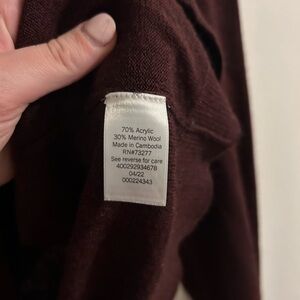 70% Acrylic
30% Merino Wool
Made in Cambodia
RN#73277
See reverse for care
400292934678
04/22
000224343